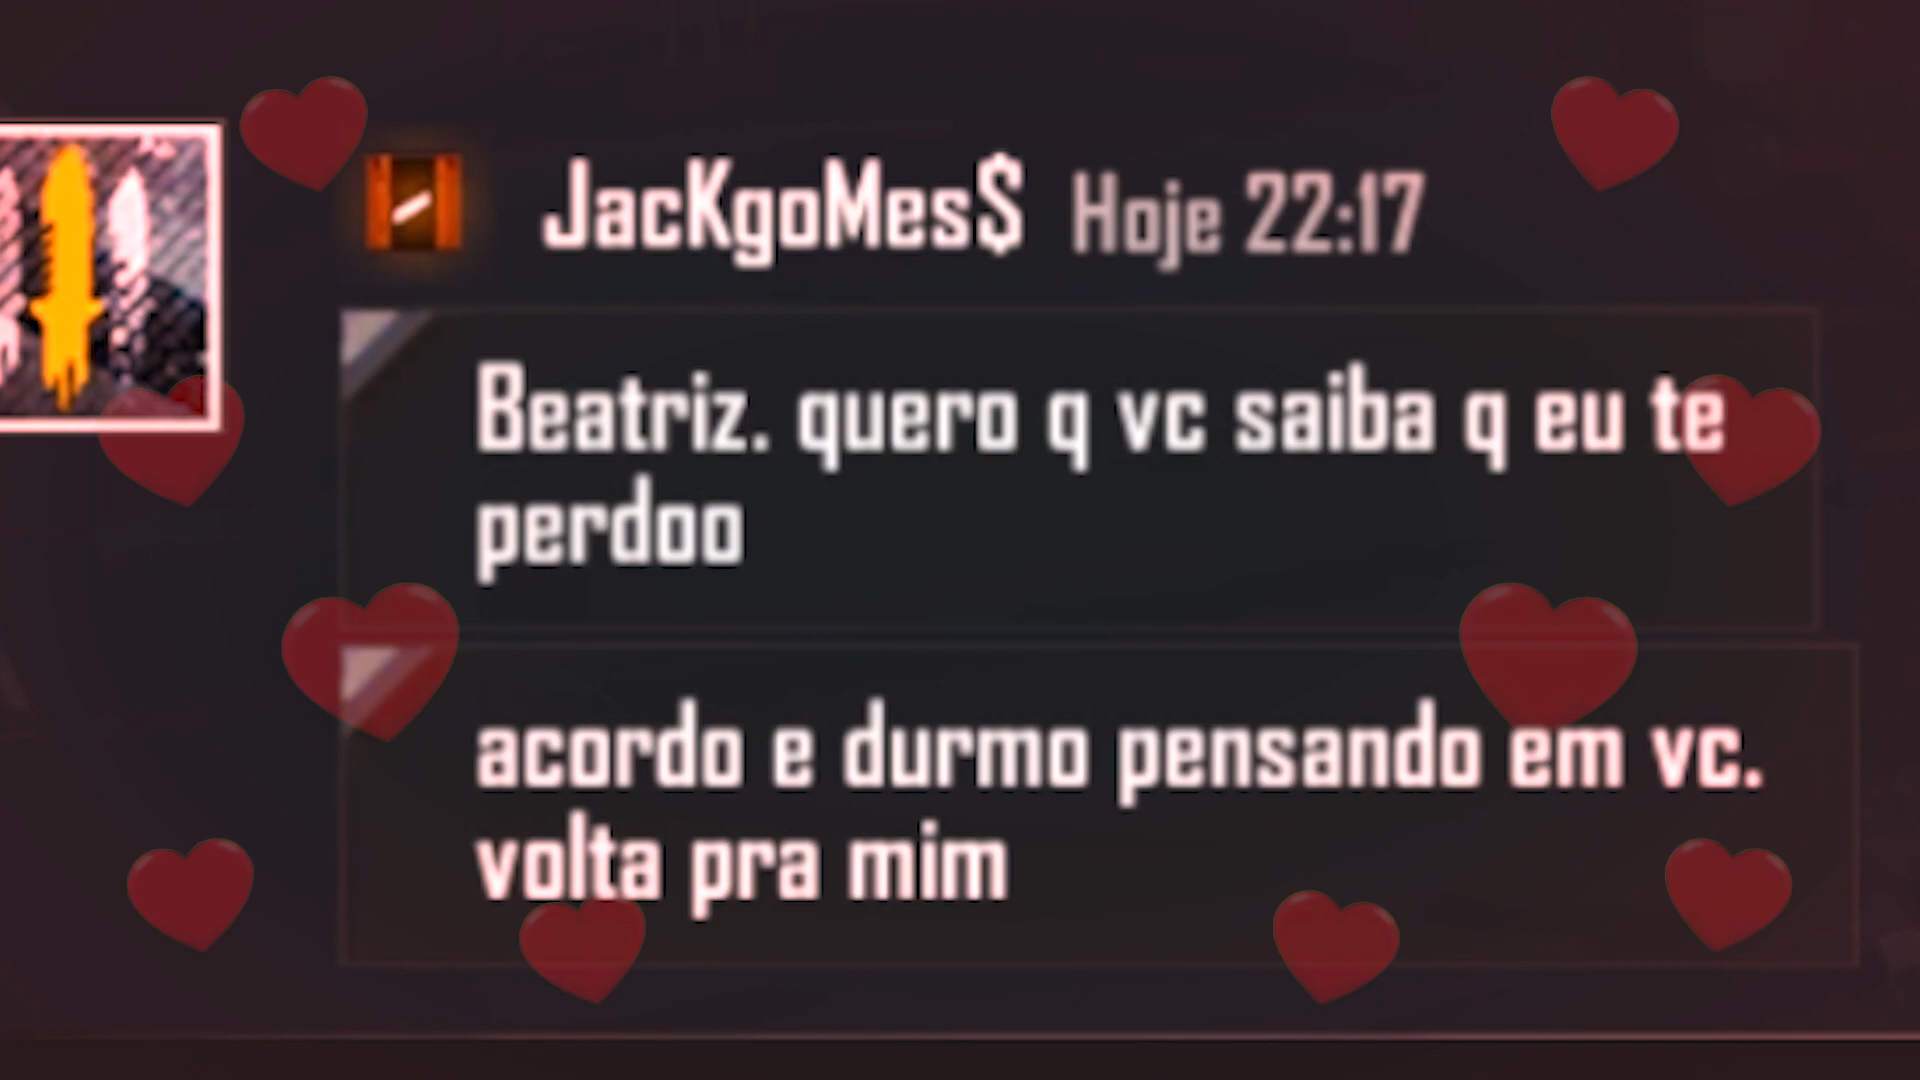 JacKgoMes$ Hoje 22:17
Beatriz. quero q vc saiba q eu te
perdoo
acordo e durmo pensando em vc.
volta pra mim